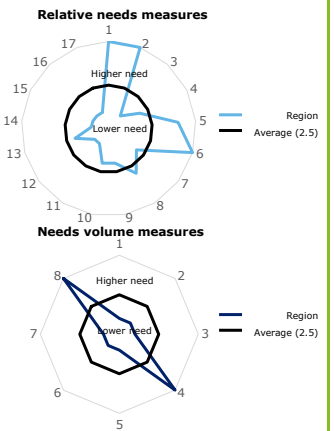 Relative needs measures
1
17
2
16
3
Higher need
15
4
14
Lower need
5
13
6
12
7
11
8
10
9
Region
Average (2.5)
Needs volume measures
1
8
Higher need
2
7
Lower need
3
6
4
5
Region
Average (2.5)